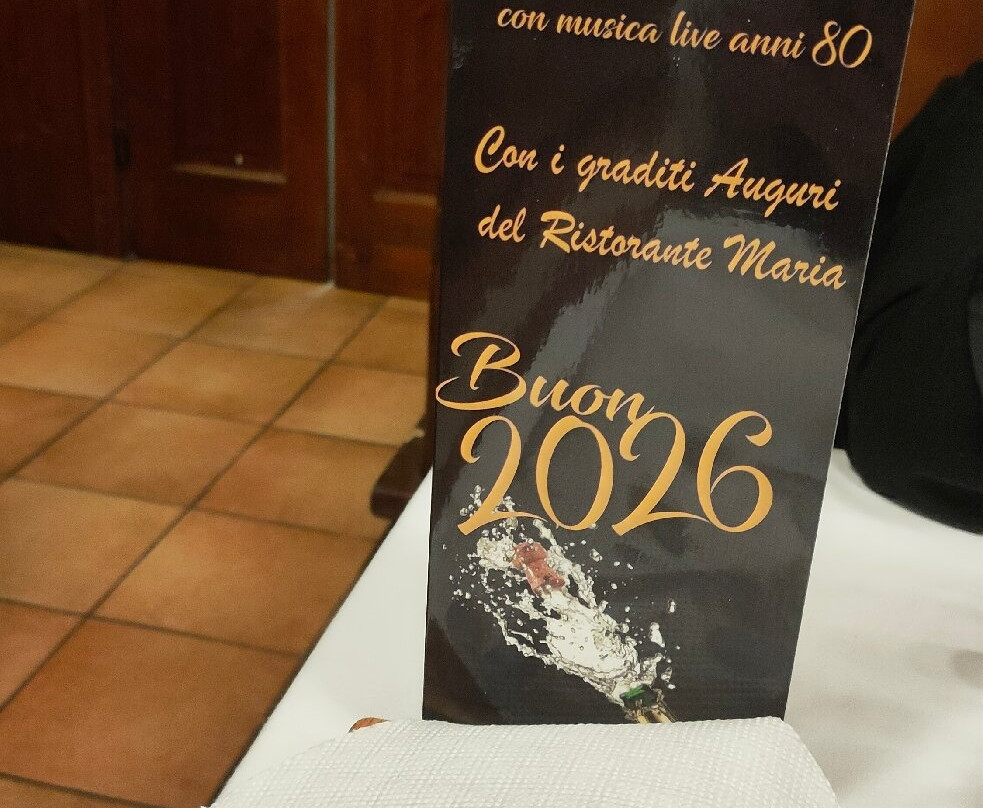 con musica live anni 80
Con i graditi Auguri
del Ristorante Maria
Buon
2026